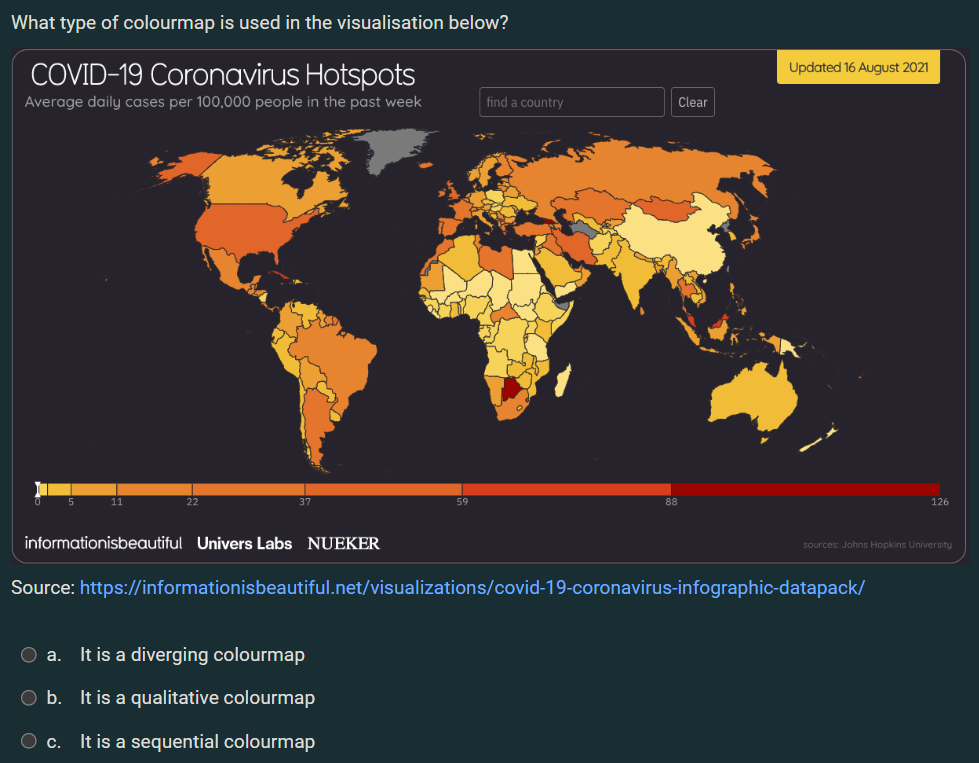 What type of colourmap is used in the visualisation below?
COVID-19 Coronavirus Hotspots
Updated 16 August 2021
Average daily cases per 100,000 people in the past week
find a country
Clear
0 5 11 22 37 59 88 126
informationisbeautiful Univers Labs NUEKER
sources: Johns Hopkins University
Source: https://informationisbeautiful.net/visualizations/covid-19-coronavirus-infographic-datapack/
a. It is a diverging colourmap
b. It is a qualitative colourmap
c. It is a sequential colourmap